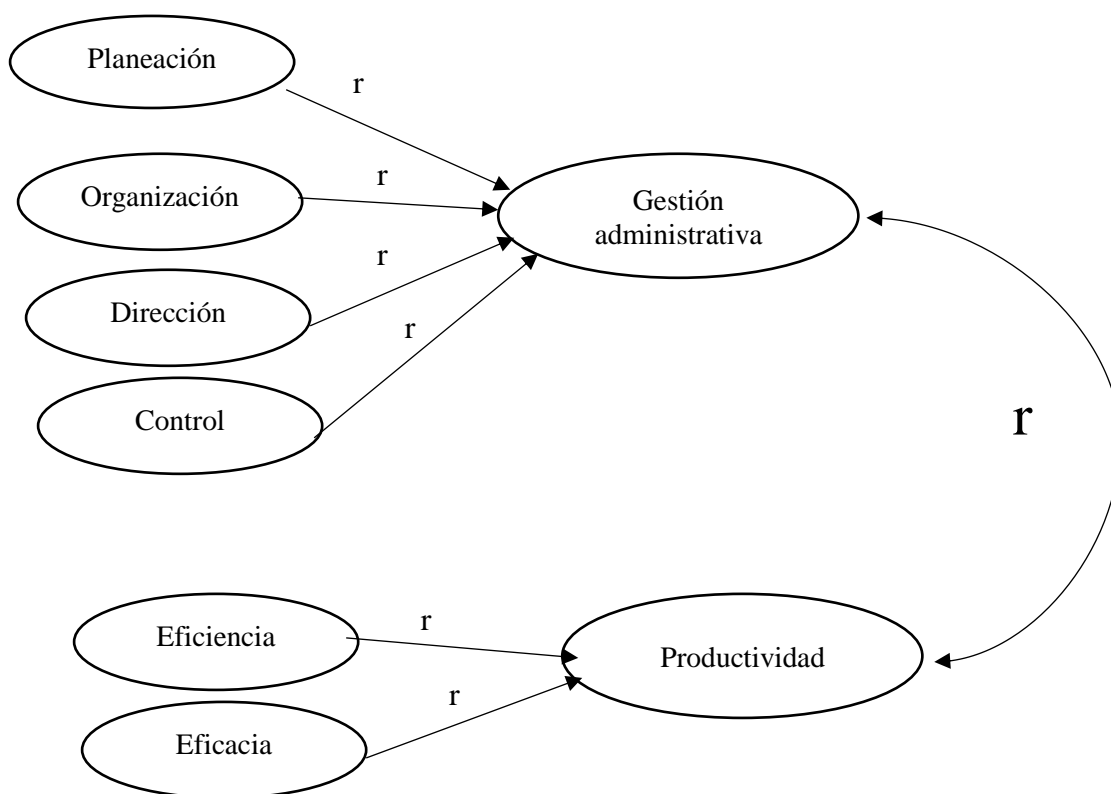 Planeación
r
Organización
r
Gestión
administrativa
Dirección
r
Control
r
r
Eficiencia
r
Productividad
Eficacia
r